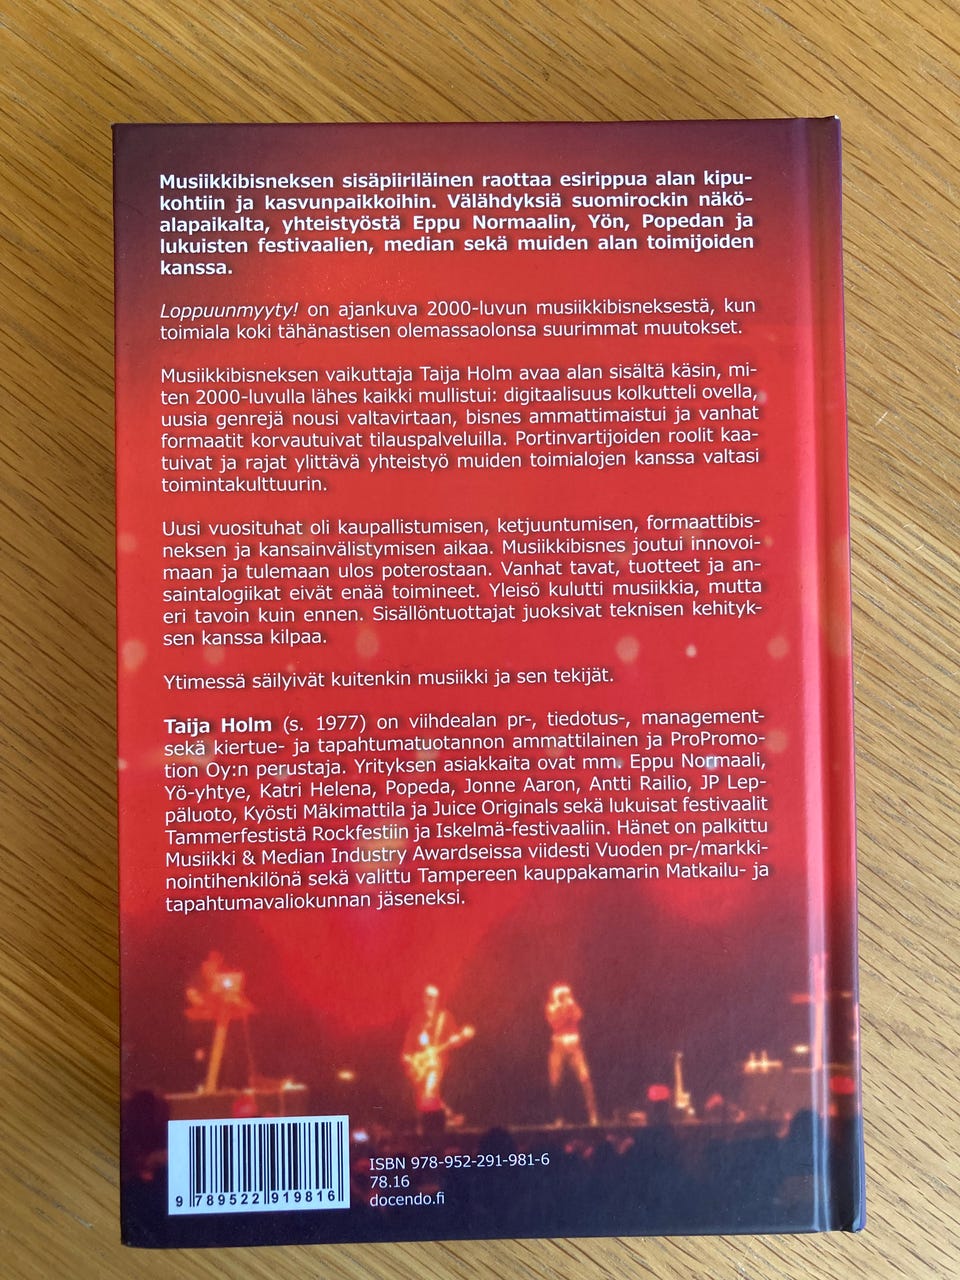 Musiikkibisneksen sisäpiiriläinen raottaa esirippua alan kipu-
kohtiin ja kasvunpaikkoihin. Välähdyksiä suomirockin näkö-
alapaikalta, yhteistyöstä Eppu Normaalin, Yön, Popedan ja
lukuisten festivaalien, median sekä muiden alan toimijoiden
kanssa.
Loppuunmyyty! on ajankuva 2000-luvun musiikkibisneksestä, kun
toimiala koki tähänastisen olemassaolonsa suurimmat muutokset.
Musiikkibisneksen vaikuttaja Taija Holm avaa alan sisältä käsin, mi-
ten 2000-luvulla lähes kaikki mullistui: digitaalisuus kolkutteli ovella,
uusia genrejä nousi valtavirtaan, bisnes ammattimaistui ja vanhat
formaatit korvautuivat tilauspalveluilla. Portinvartijoiden roolit kaa-
tuivat ja rajat ylittävä yhteistyö muiden toimialojen kanssa valtasi
toimintakulttuurin.
Uusi vuosituhat oli kaupallistumisen, ketjuuntumisen, formaattibis-
neksen ja kansainvälistymisen aikaa. Musiikkibisnes joutui innovoi-
maan ja tulemaan ulos poterostaan. Vanhat tavat, tuotteet ja an-
saintalogiikat eivät enää toimineet. Yleisö kulutti musiikkia, mutta
eri tavoin kuin ennen. Sisällöntuottajat juoksivat teknisen kehityk-
sen kanssa kilpaa.
Ytimessä säilyivät kuitenkin musiikki ja sen tekijät.
Taija Holm (s. 1977) on viihdealan pr-, tiedotus-, management-
sekä kiertue- ja tapahtumatuotannon ammattilainen ja ProPromo-
tion Oy:n perustaja. Yrityksen asiakkaita ovat mm. Eppu Normaali,
Yö-yhtye, Katri Helena, Popeda, Jonne Aaron, Antti Railio, JP Lep-
päluoto, Kyösti Mäkimattila ja Juice Originals sekä lukuisat festivaalit
Tammerfestistä Rockfestiin ja Iskelmä-festivaaliin. Hänet on palkittu
Musiikki & Median Industry Awardseissa viidesti Vuoden pr-/markki-
nointihenkilönä sekä valittu Tampereen kauppakamarin Matkailu- ja
tapahtumavaliokunnan jäseneksi.
ISBN 978-952-291-981-6
78.16
docendo.fi
9 789522 919816